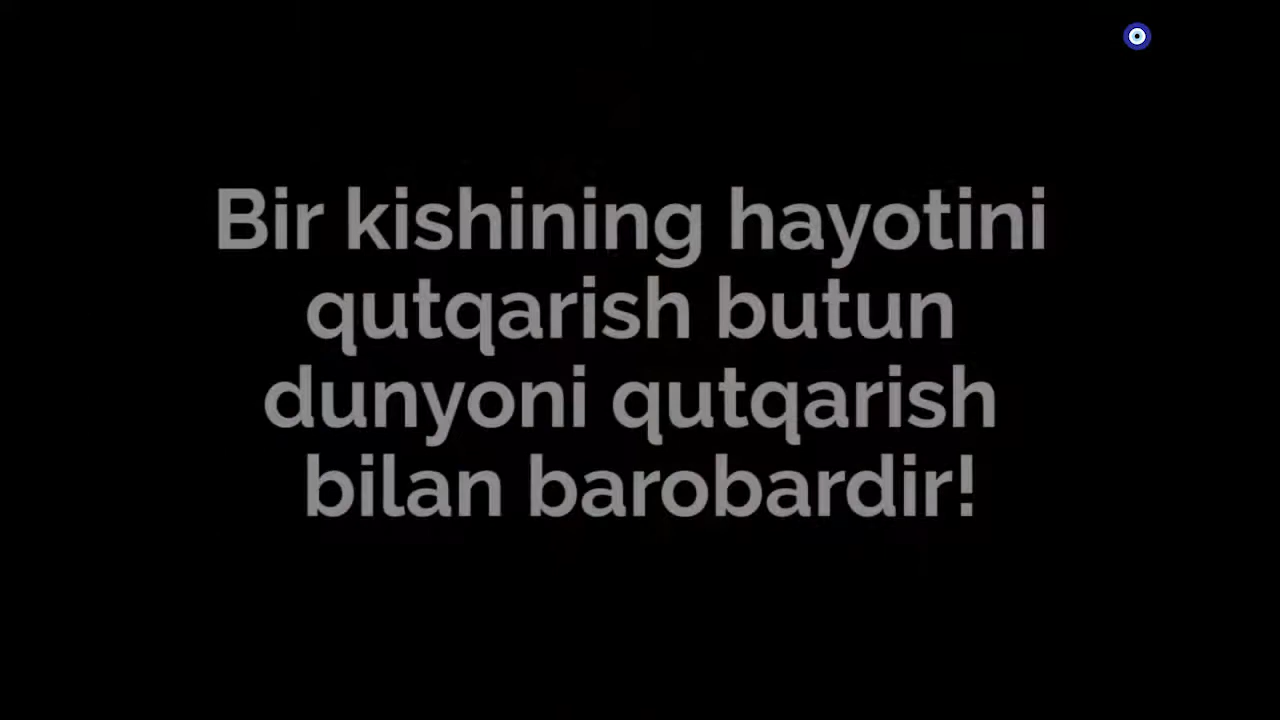 Bir kishining hayotini
qutqarish butun
dunyoni qutqarish
bilan barobardir!